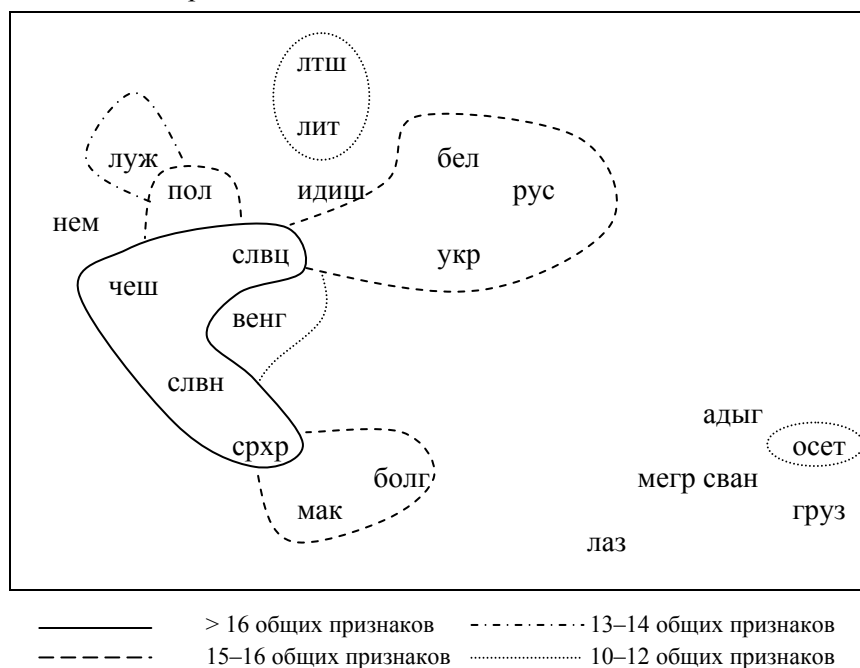 лтш
лит
луж
бел
пол
идиш
рус
нем
слвц
укр
чеш
венг
слвн
адыг
срхр
осет
болг
мегр сван
мак
груз
лаз
> 16 общих признаков
13–14 общих признаков
15–16 общих признаков
10–12 общих признаков